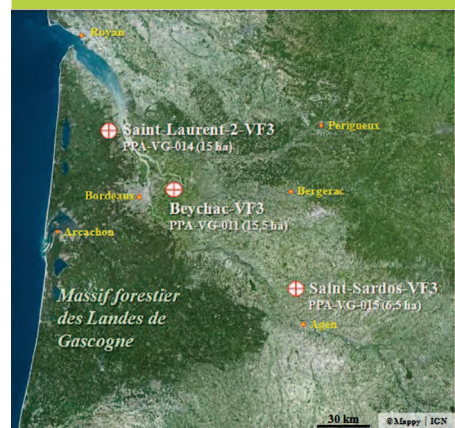 Royan
Saint-Laurent-2-VF3
PPA-VG-014 (15 ha)
Périgueux
Bordeaux
Beychac-VF3
PPA-VG-011 (15,5 ha)
Bergerac
Arcachon
Saint-Sardos-VF3
PPA-VG-015 (6,5 ha)
Massif forestier
des Landes de
Gascogne
Agen
30 km
©Mappy | IGN